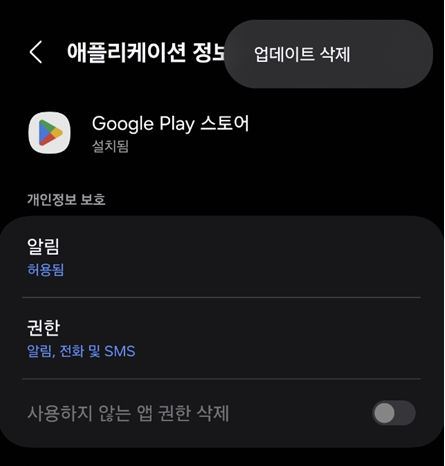 애플리케이션 정보
업데이트 삭제
Google Play 스토어
설치됨
개인정보 보호
알림
허용됨
권한
알림, 전화 및 SMS
사용하지 않는 앱 권한 삭제